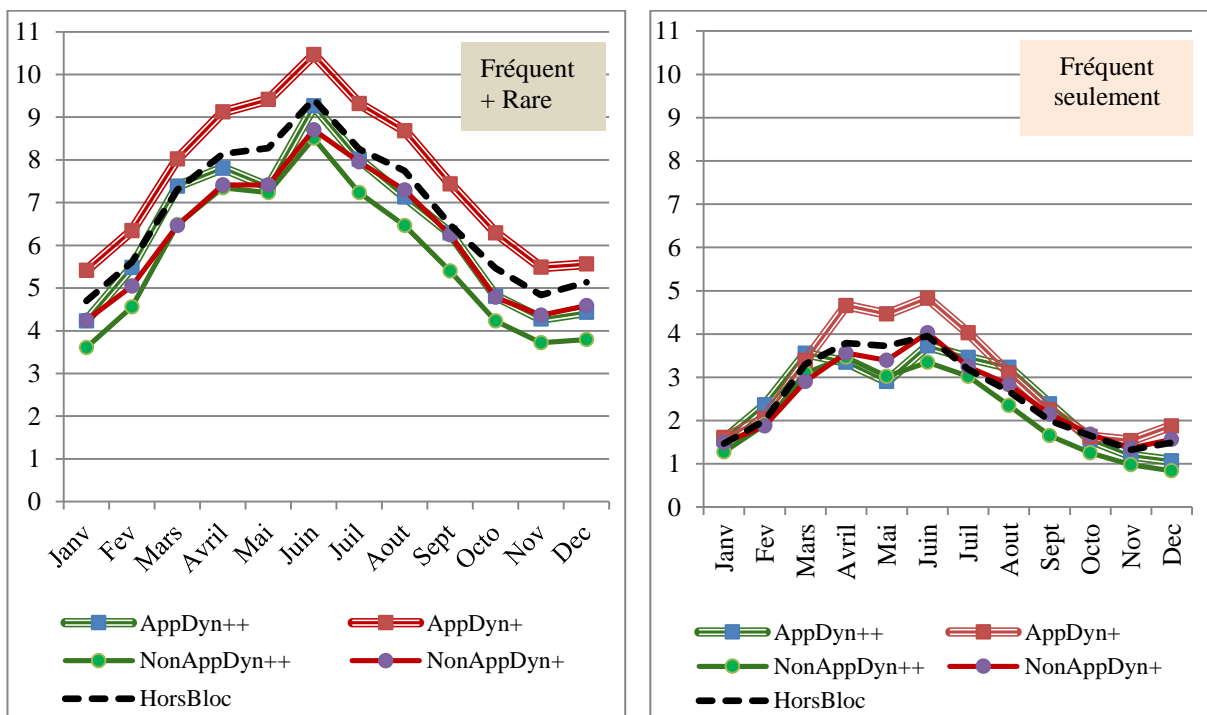 11
10
9
8
7
6
5
4
3
2
1
0
Fréquent
+ Rare
Janv
Fev
Mars
Avril
Mai
Juin
Juil
Aout
Sept
Octo
Nov
Dec
AppDyn++
AppDyn+
NonAppDyn++
NonAppDyn+
HorsBloc
11
10
9
8
7
6
5
4
3
2
1
0
Fréquent
seulement
Janv
Fev
Mars
Avril
Mai
Juin
Juil
Aout
Sept
Octo
Nov
Dec
AppDyn++
AppDyn+
NonAppDyn++
NonAppDyn+
HorsBloc